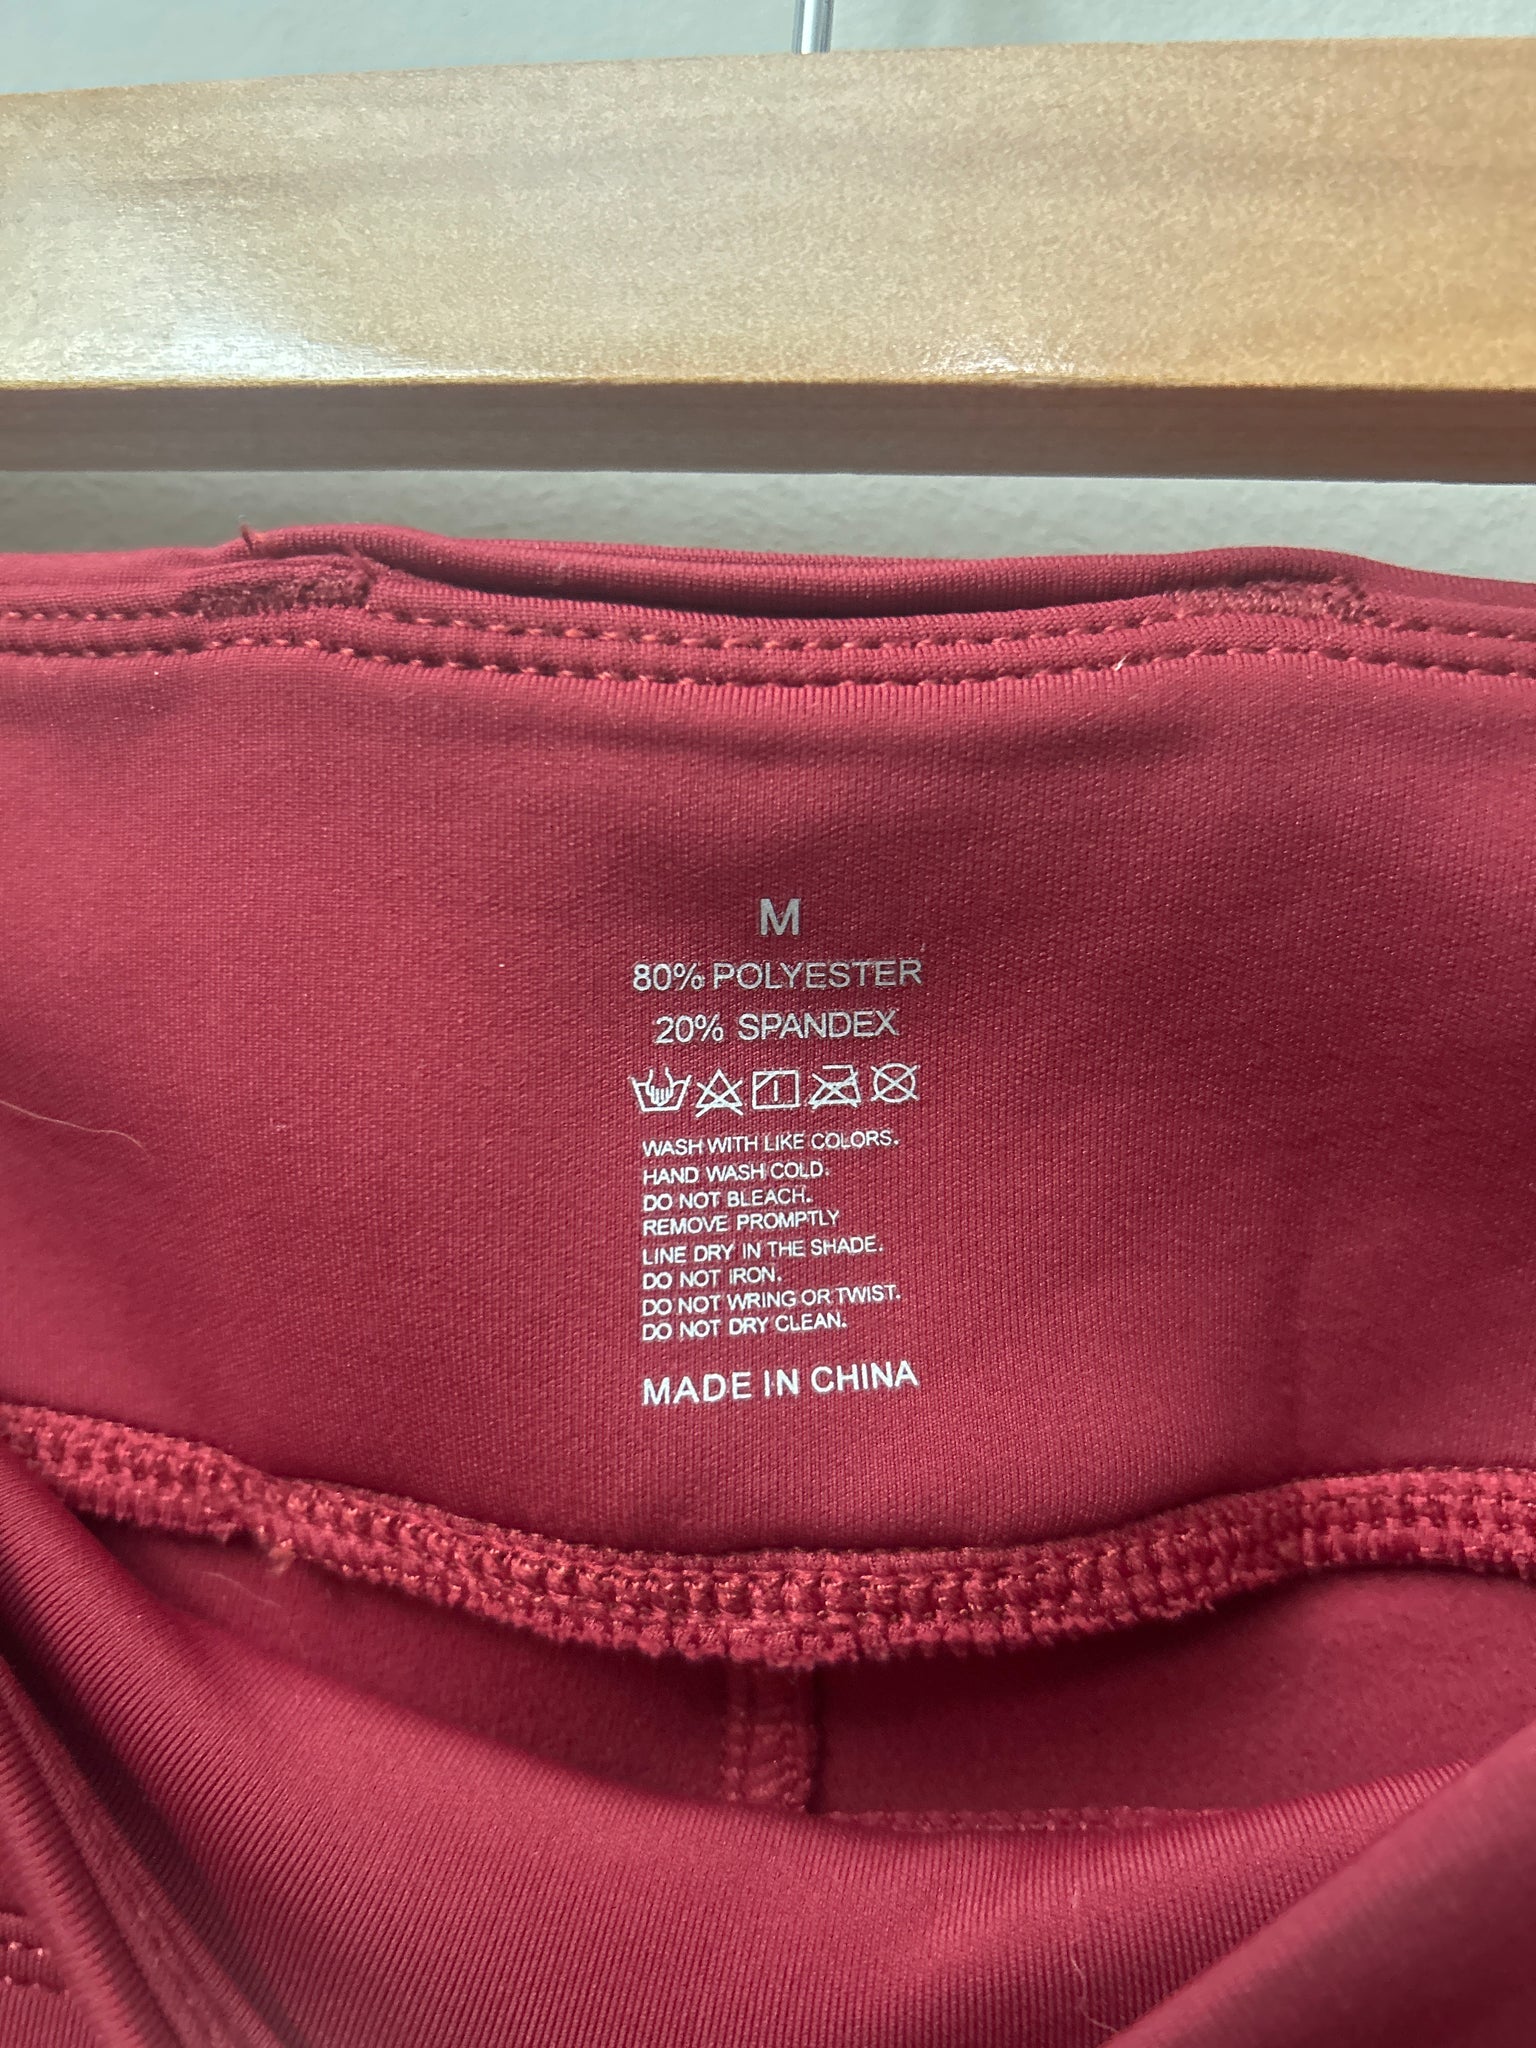 M
80% POLYESTER
20% SPANDEX
WASH WITH LIKE COLORS.
HAND WASH COLD.
DO NOT BLEACH.
REMOVE PROMPTLY
LINE DRY IN THE SHADE.
DO NOT IRON.
DO NOT WRING OR TWIST.
DO NOT DRY CLEAN.
MADE IN CHINA